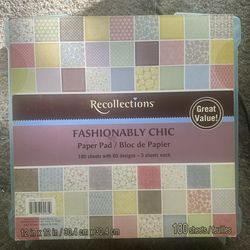 Recollections
Great
Value!
FASHIONABLY CHIC
Paper Pad / Bloc de Papier
180 sheets with 60 designs - 3 sheets each
12 in x 12 in / 30.4 cm x 30.4 cm
180 sheets / feuilles